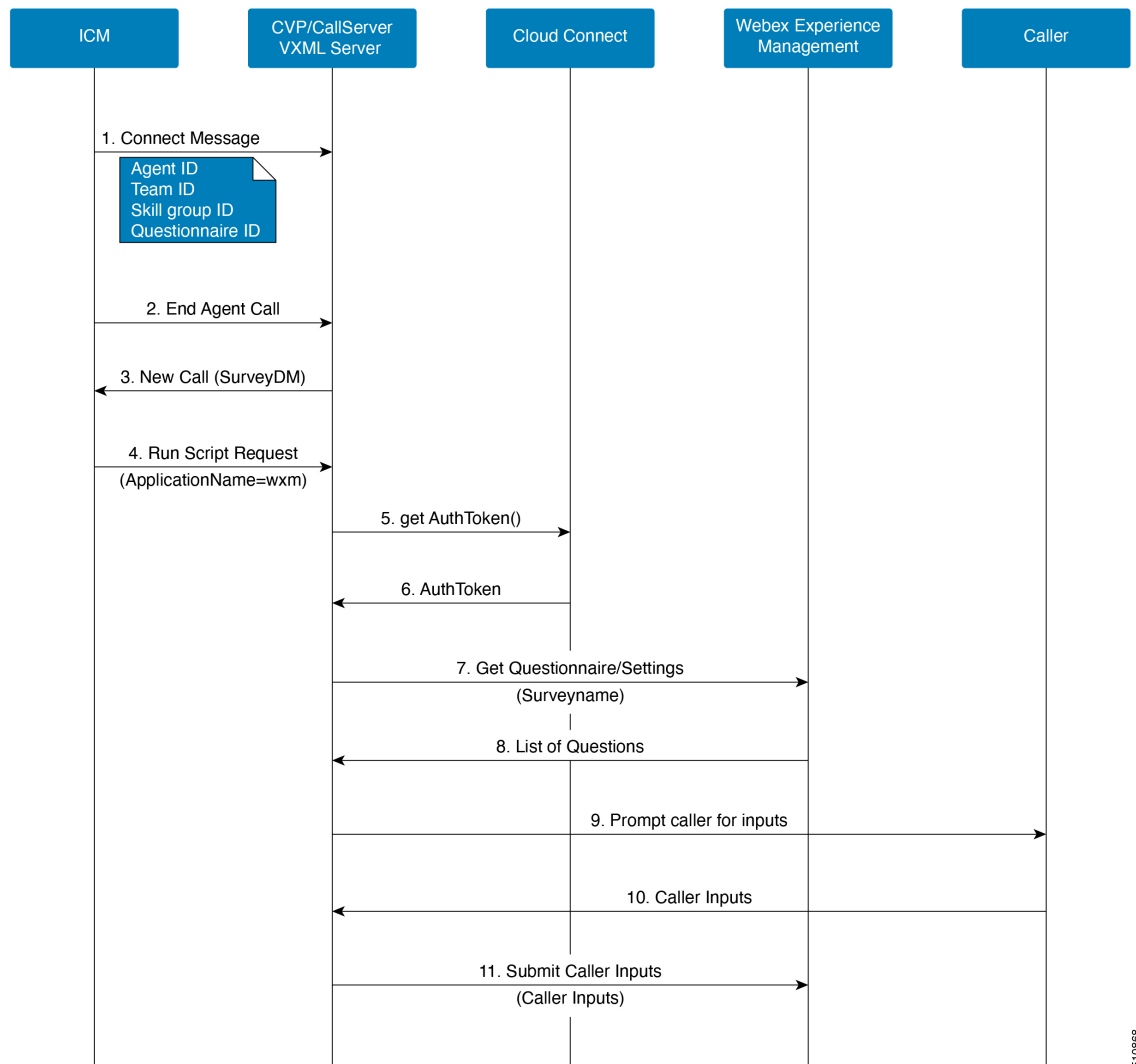 ICM
CVP/CallServer
VXML Server
Cloud Connect
Webex Experience
Management
Caller
1. Connect Message
Agent ID
Team ID
Skill group ID
Questionnaire ID
2. End Agent Call
3. New Call (SurveyDM)
4. Run Script Request
(ApplicationName=wxm)
5. get AuthToken()
6. AuthToken
7. Get Questionnaire/Settings
(Surveyname)
8. List of Questions
9. Prompt caller for inputs
10. Caller Inputs
11. Submit Caller Inputs
(Caller Inputs)